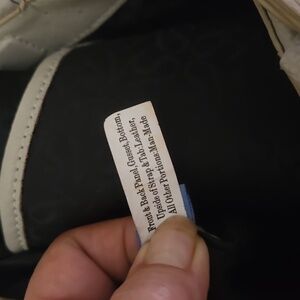 Front & Back Panel, Gusset, Bottom,
Upside of Strap & Tab:Leather,
All Other Portions:Man-Made